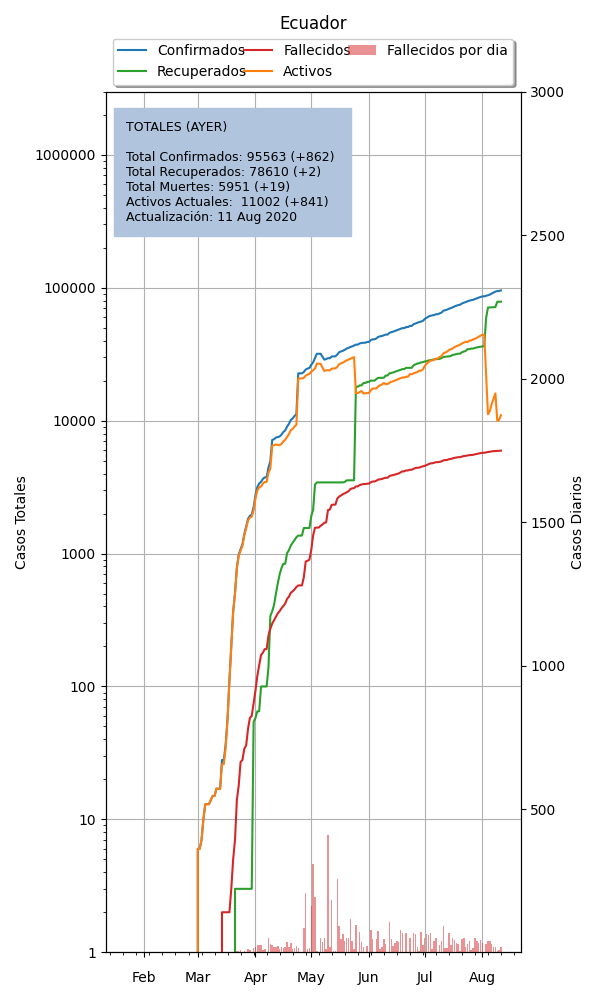 Ecuador
Confirmados
Fallecidos
Fallecidos por dia
Recuperados
Activos
TOTALES (AYER)
Total Confirmados: 95563 (+862)
Total Recuperados: 78610 (+2)
Total Muertes: 5951 (+19)
Activos Actuales:  11002 (+841)
Actualización: 11 Aug 2020
1000000
100000
10000
1000
100
10
1
Casos Totales
3000
2500
2000
1500
1000
500
Casos Diarios
Feb Mar Apr May Jun Jul Aug